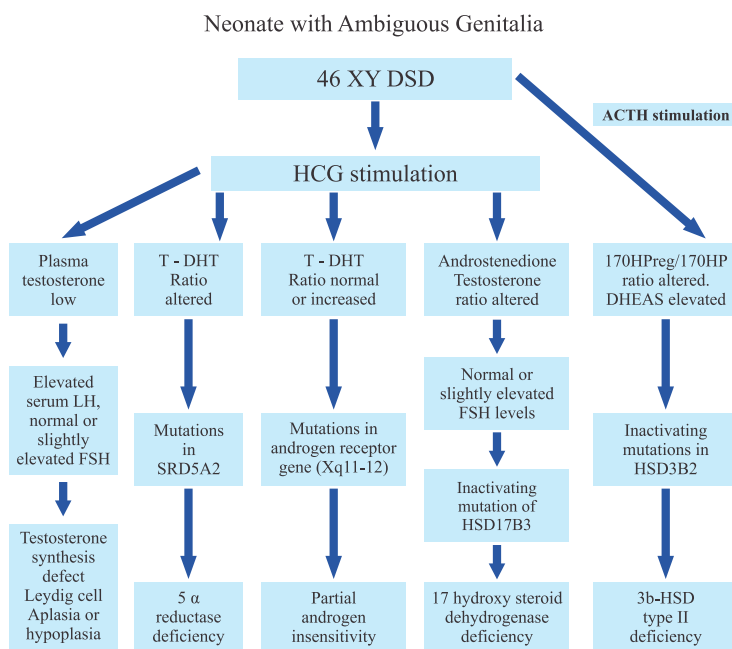 Neonate with Ambiguous Genitalia
46 XY DSD
ACTH stimulation
HCG stimulation
Plasma
testosterone
low
T - DHT
Ratio
altered
T - DHT
Ratio normal
or increased
Androstenedione
Testosterone
ratio altered
170HPreg/170HP
ratio altered.
DHEAS elevated
Elevated
serum LH,
normal or
slightly
elevated FSH
Normal or
slightly elevated
FSH levels
Mutations
in
SRD5A2
Mutations in
androgen receptor
gene (Xq11-12)
Inactivating
mutations in
HSD3B2
Inactivating
mutation of
HSD17B3
Testosterone
synthesis
defect
Leydig cell
Aplasia or
hypoplasia
5 α
reductase
deficiency
Partial
androgen
insensitivity
17 hydroxy steroid
dehydrogenase
deficiency
3b-HSD
type II
deficiency